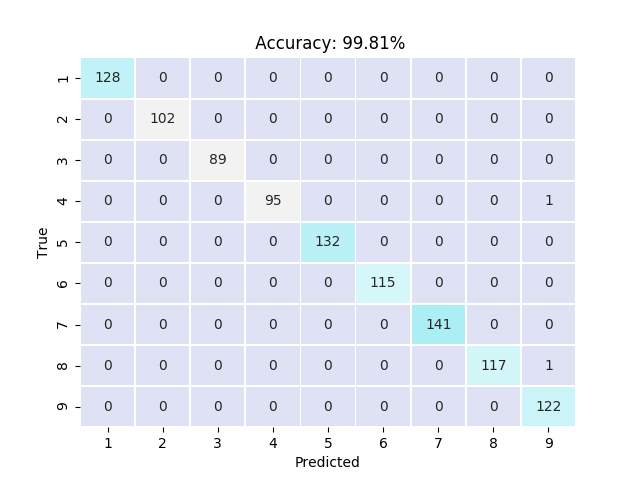 Accuracy: 99.81%
1 128 0 0 0 0 0 0 0 0
2 0 102 0 0 0 0 0 0 0
3 0 0 89 0 0 0 0 0 0
4 0 0 0 95 0 0 0 0 1
5 0 0 0 0 132 0 0 0 0
True
6 0 0 0 0 0 115 0 0 0
7 0 0 0 0 0 0 141 0 0
8 0 0 0 0 0 0 0 117 1
9 0 0 0 0 0 0 0 0 122
1 2 3 4 5 6 7 8 9
Predicted